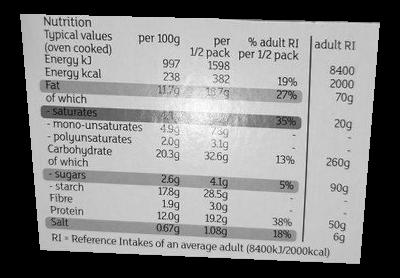 Nutrition
Typical values per 100g per % adult RI adult RI
(oven cooked) 1/2 pack per 1/2 pack
Energy kJ 997 1598 8400
Energy kcal 238 382 19% 2000
Fat 11.7g 18.7g 27% 70g
of which
- saturates 35% 20g
- mono-unsaturates 4.9g 7.8g -
- polyunsaturates 2.0g 3.1g - -
Carbohydrate 20.3g 32.6g 13% 260g
of which
- sugars 2.6g 4.1g 5% 90g
- starch 17.8g 28.5g - -
Fibre 1.9g 3.0g - -
Protein 12.0g 19.2g 38% 50g
Salt 0.67g 1.08g 18% 6g
RI = Reference Intakes of an average adult (8400kJ/2000kcal)